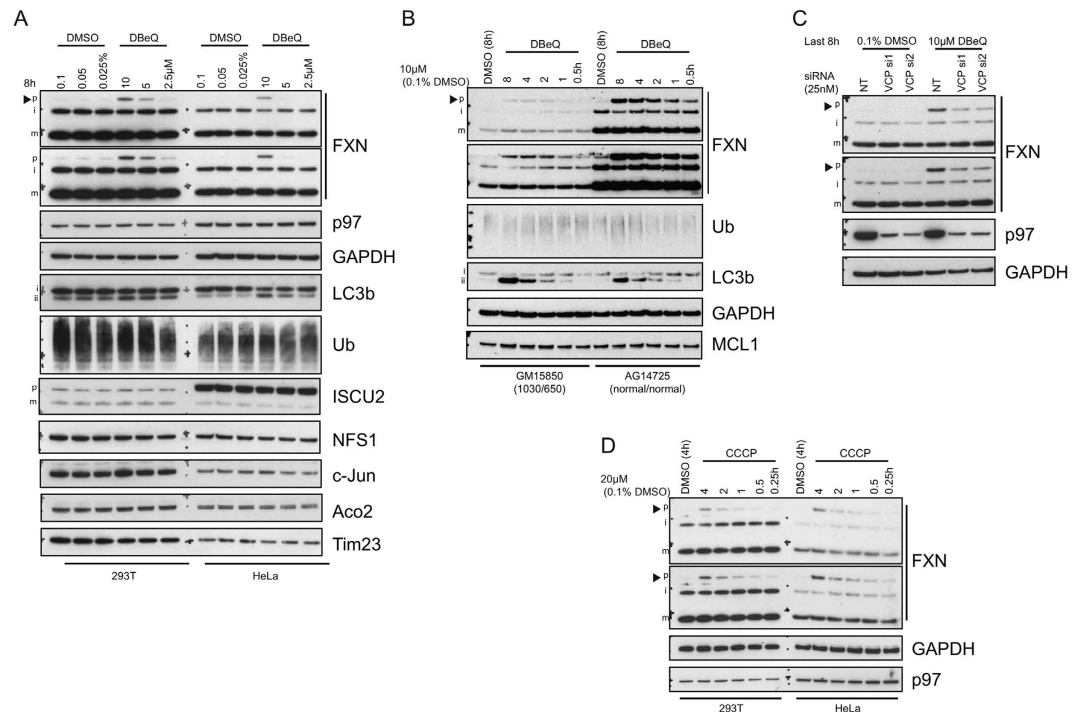 A
DMSO DBeQ DMSO DBeQ
8h 0.1 0.05 0.025% 10 5 2.5µM 0.1 0.05 0.025% 10 5 2.5µM
p
i
m
FXN
p
i
m
p97
GAPDH
i
ii
LC3b
Ub
p
m
ISCU2
NFS1
c-Jun
Aco2
Tim23
293T HeLa
B
DBeQ DBeQ
10µM
(0.1% DMSO)
DMSO (8h) 8 4 2 1 0.5h DMSO (8h) 8 4 2 1 0.5h
p
i
m
FXN
Ub
i
ii
LC3b
GAPDH
MCL1
GM15850 AG14725
(1030/650) (normal/normal)
C
Last 8h 0.1% DMSO 10µM DBeQ
siRNA
(25nM)
NT VCP si1 VCP si2 NT VCP si1 VCP si2
p
i
m
FXN
p
i
m
p97
GAPDH
D
CCCP CCCP
20µM
(0.1% DMSO)
DMSO (4h) 4 2 1 0.5 0.25h DMSO (4h) 4 2 1 0.5 0.25h
p
i
m
FXN
p
i
m
GAPDH
p97
293T HeLa